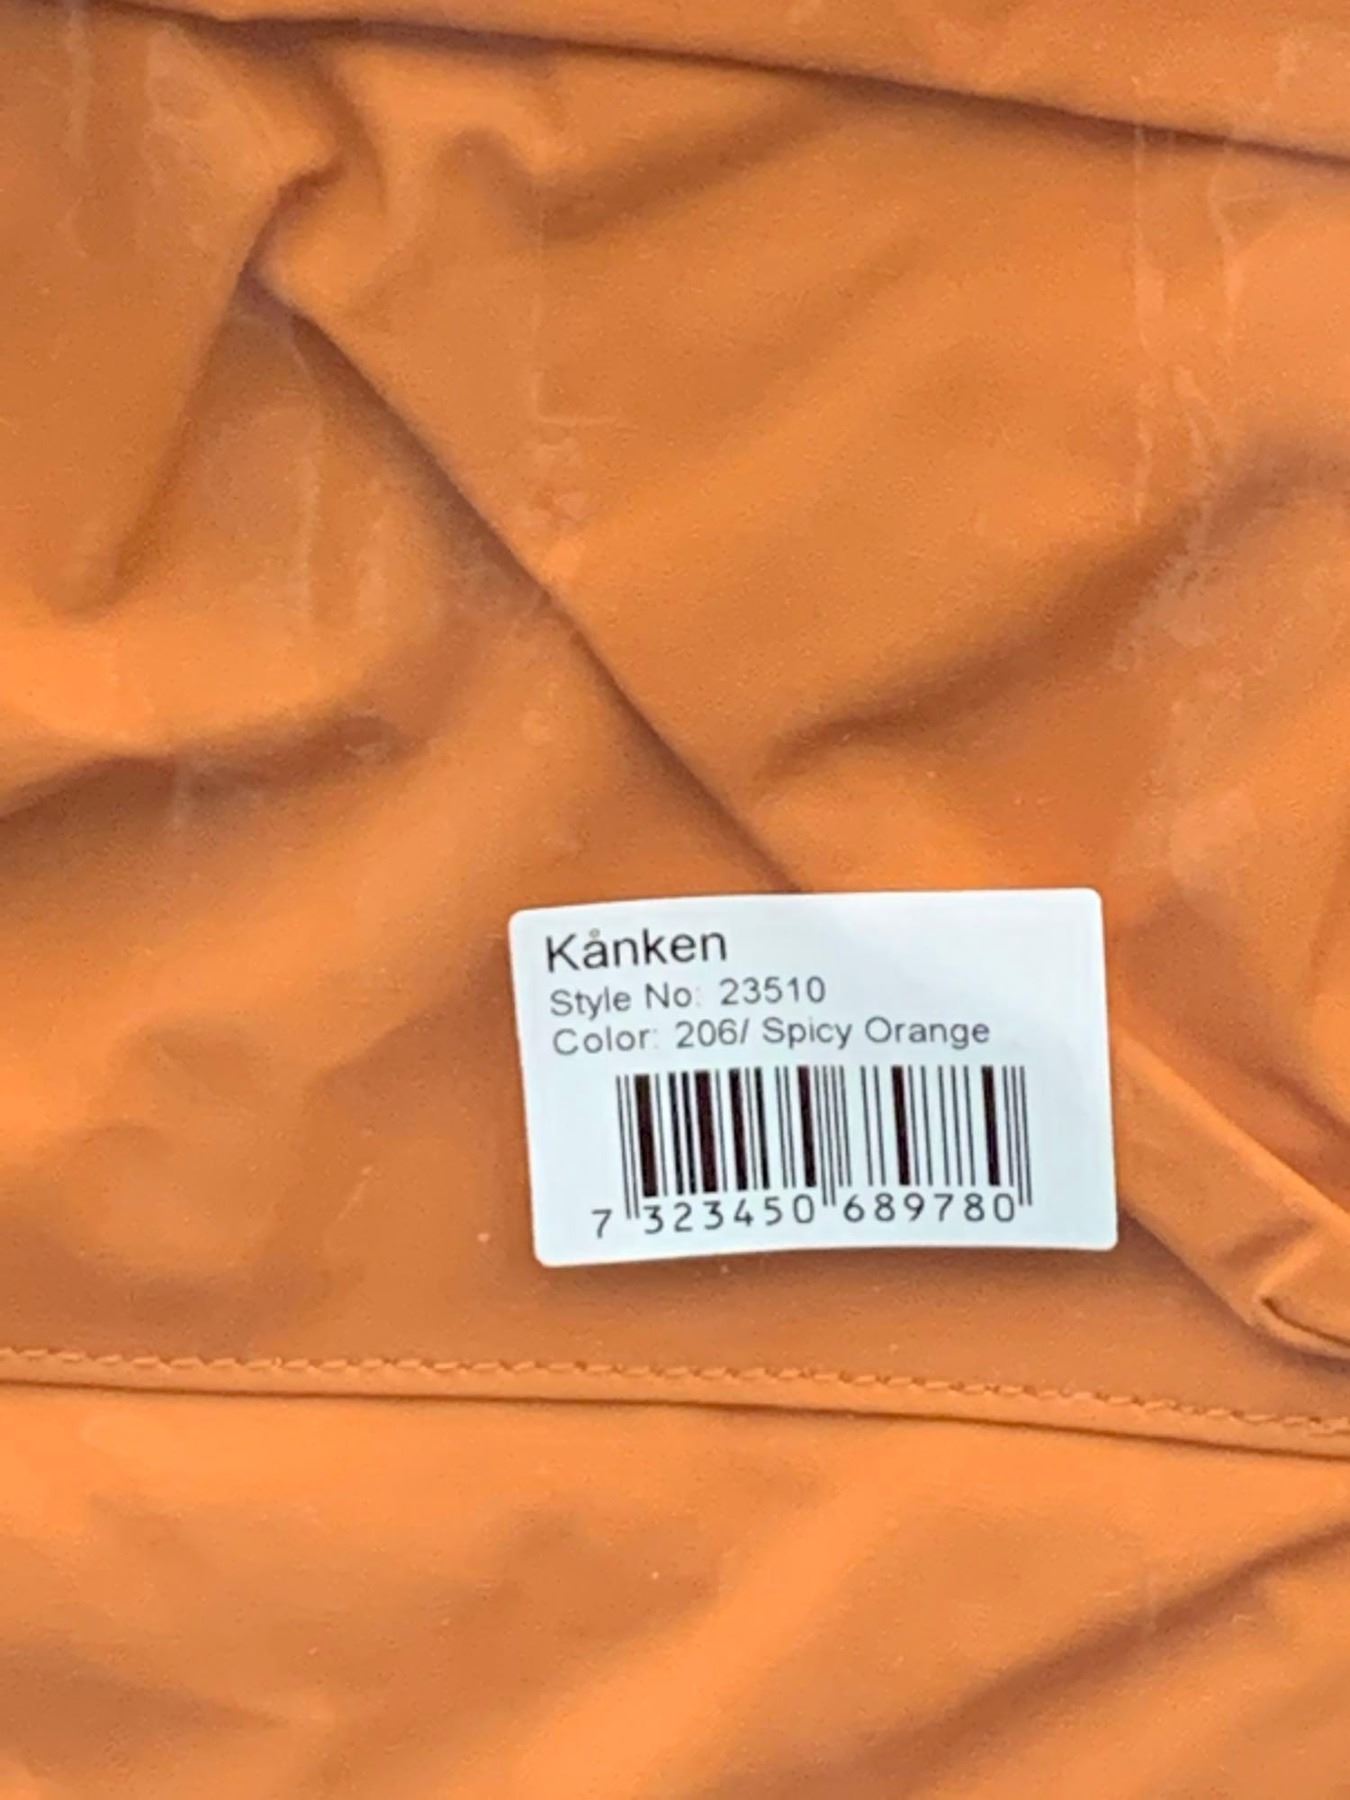 Kånken
Style No: 23510
Color: 206/ Spicy Orange
7 323450 689780